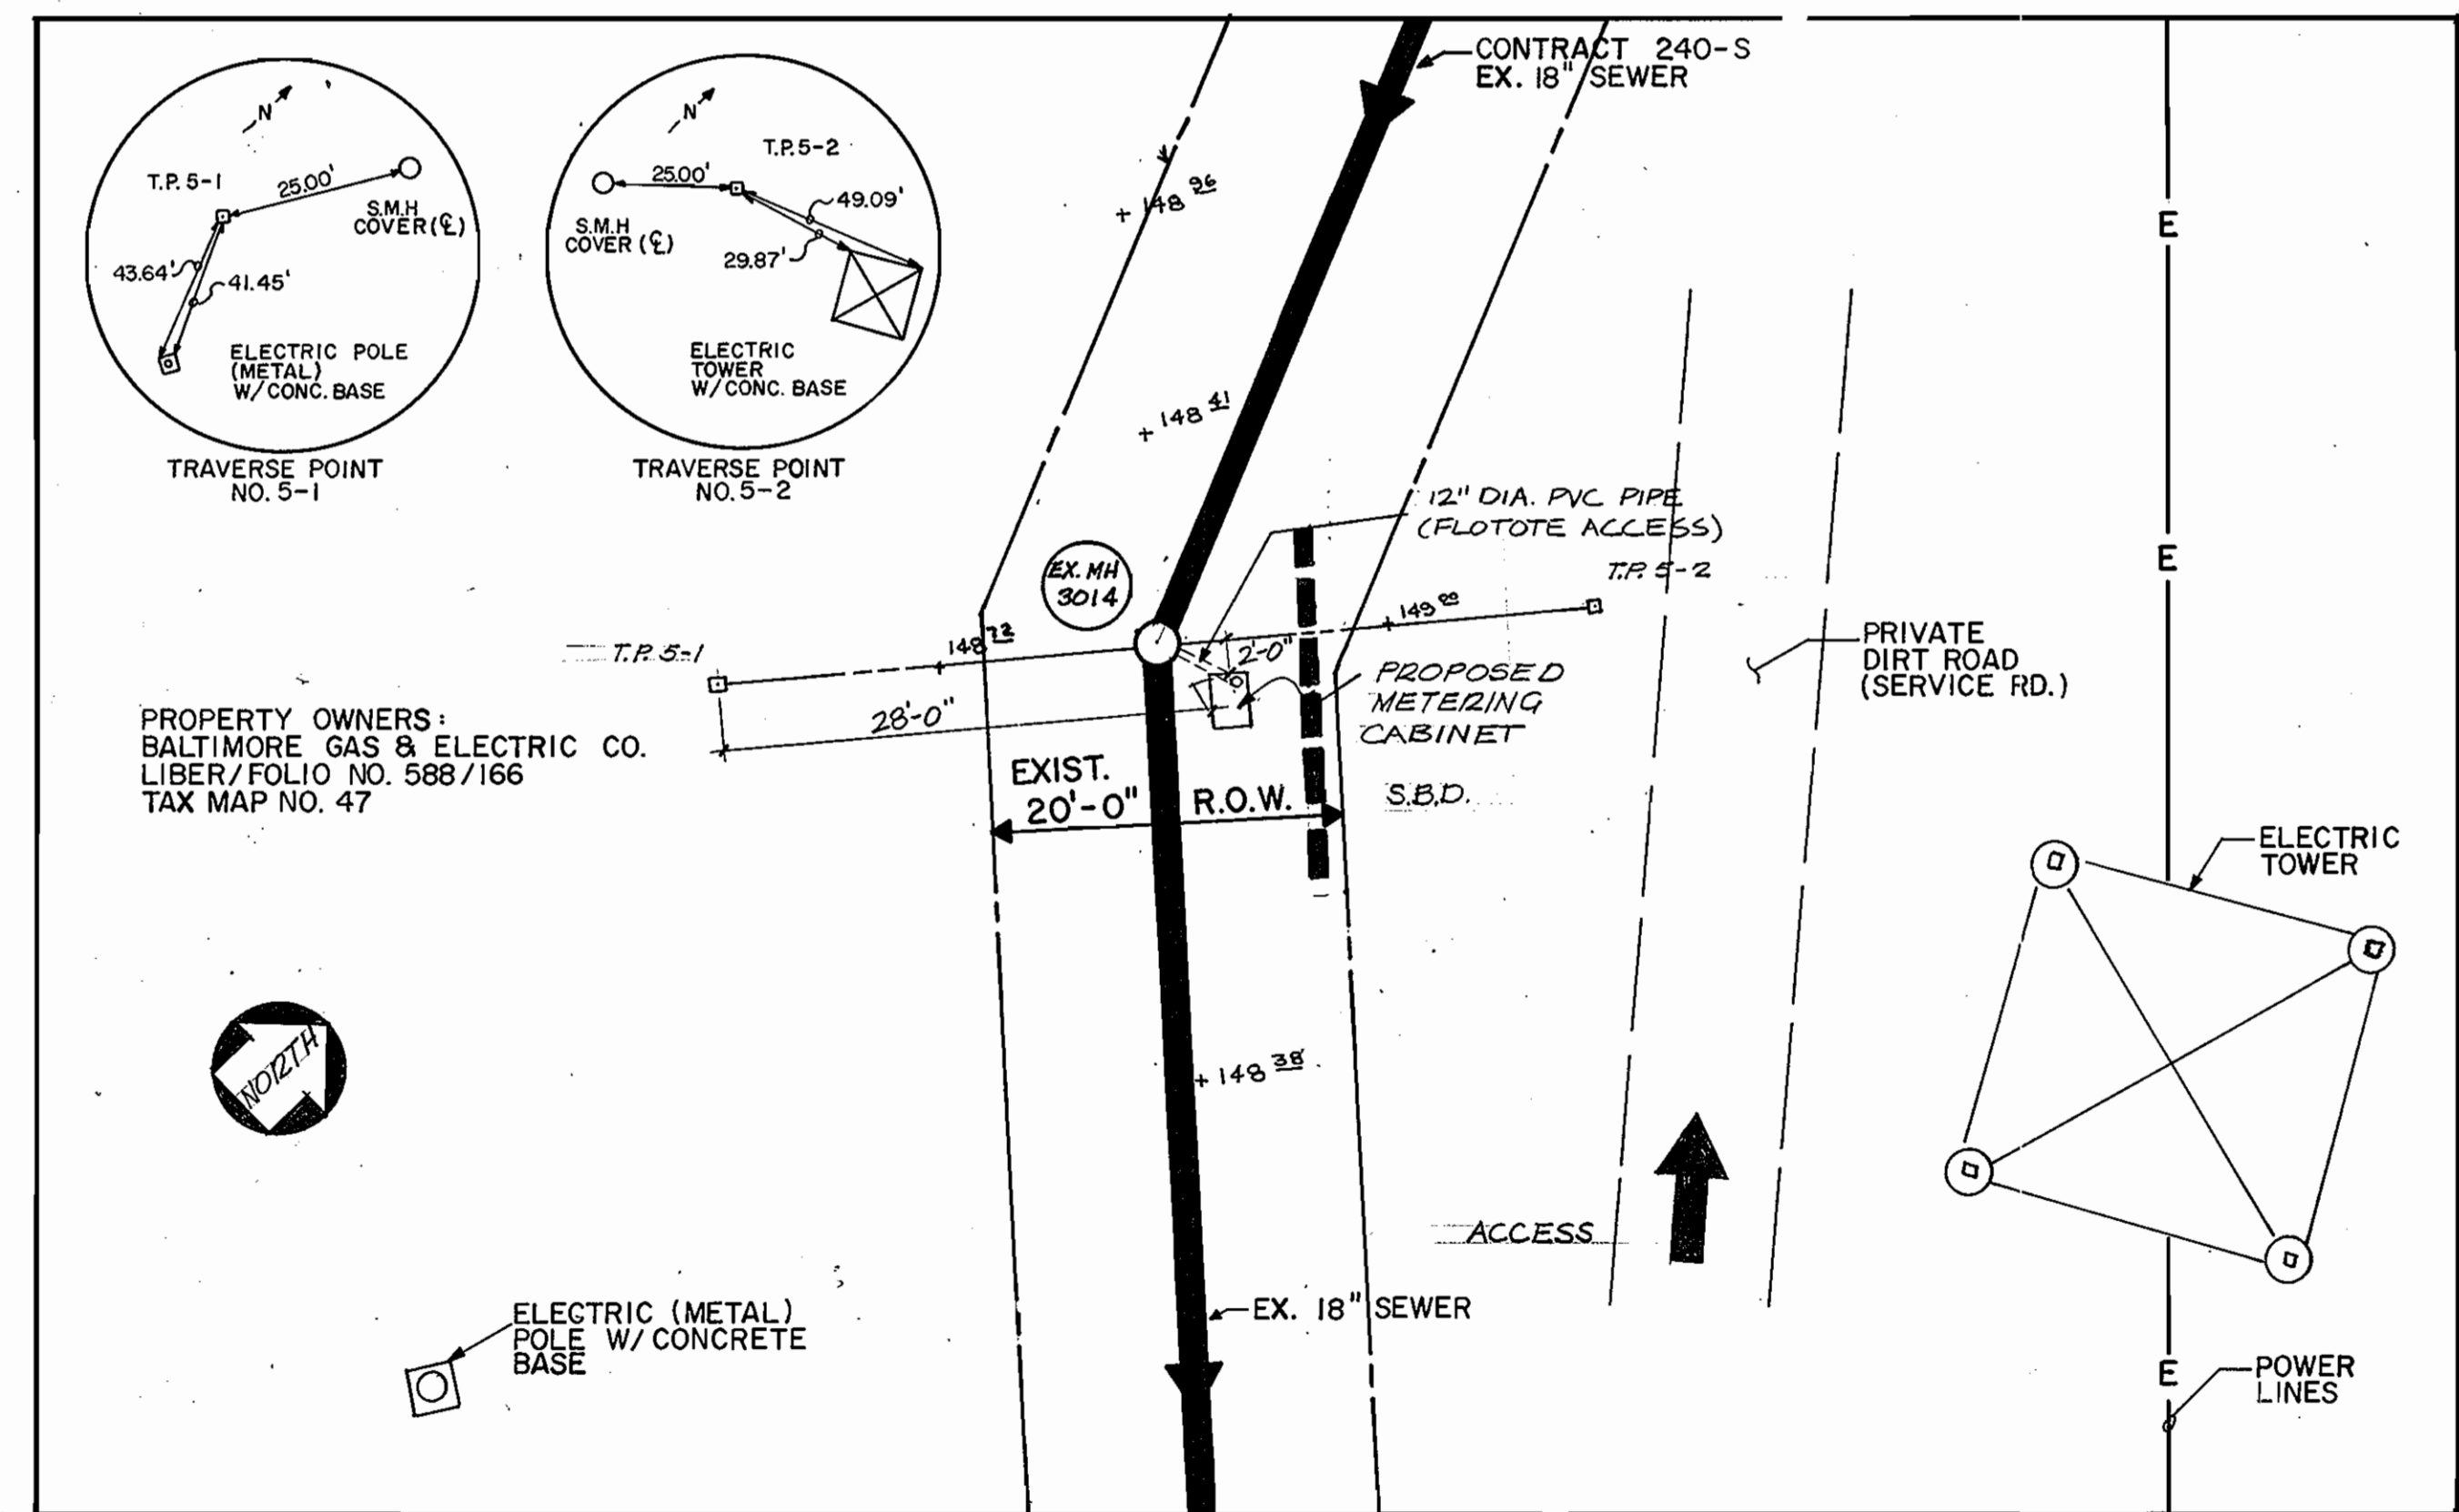 CONTRACT 240-S
EX. 18" SEWER
N
T.P. 5-1
25.00'
S.M.H
COVER (℄)
43.64'
41.45'
ELECTRIC POLE
(METAL)
W/CONC. BASE
TRAVERSE POINT
NO. 5-1
N
T.P. 5-2
25.00'
S.M.H
COVER (℄)
49.09'
29.87'
ELECTRIC
TOWER
W/CONC. BASE
TRAVERSE POINT
NO. 5-2
+ 148 96
E
+ 148 41
12" DIA. PVC PIPE
(FLOTOTE ACCESS)
E
EX. MH
3014
T.P. 5-2
149 00
148 72
T.P. 5-1
2'-0"
28'-0"
PROPOSED
METERING
CABINET
PRIVATE
DIRT ROAD
(SERVICE RD.)
PROPERTY OWNERS:
BALTIMORE GAS & ELECTRIC CO.
LIBER/FOLIO NO. 588/166
TAX MAP NO. 47
EXIST.
20'-0" R.O.W.
S.B.D.
ELECTRIC
TOWER
NORTH
+ 148 38
ACCESS
EX. 18" SEWER
ELECTRIC (METAL)
POLE W/ CONCRETE
BASE
E
POWER
LINES